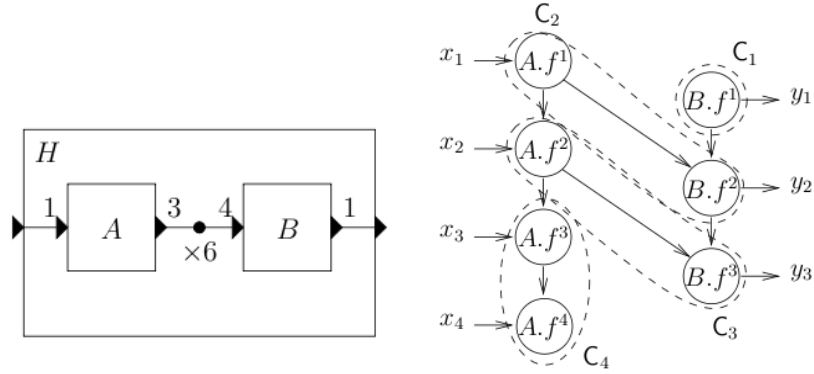 H
1 A 3 4 B 1
×6
C₂
x₁ A.f¹ C₁
B.f¹ y₁
x₂ A.f²
B.f² y₂
x₃ A.f³
B.f³ y₃
x₄ A.f⁴ C₃
C₄